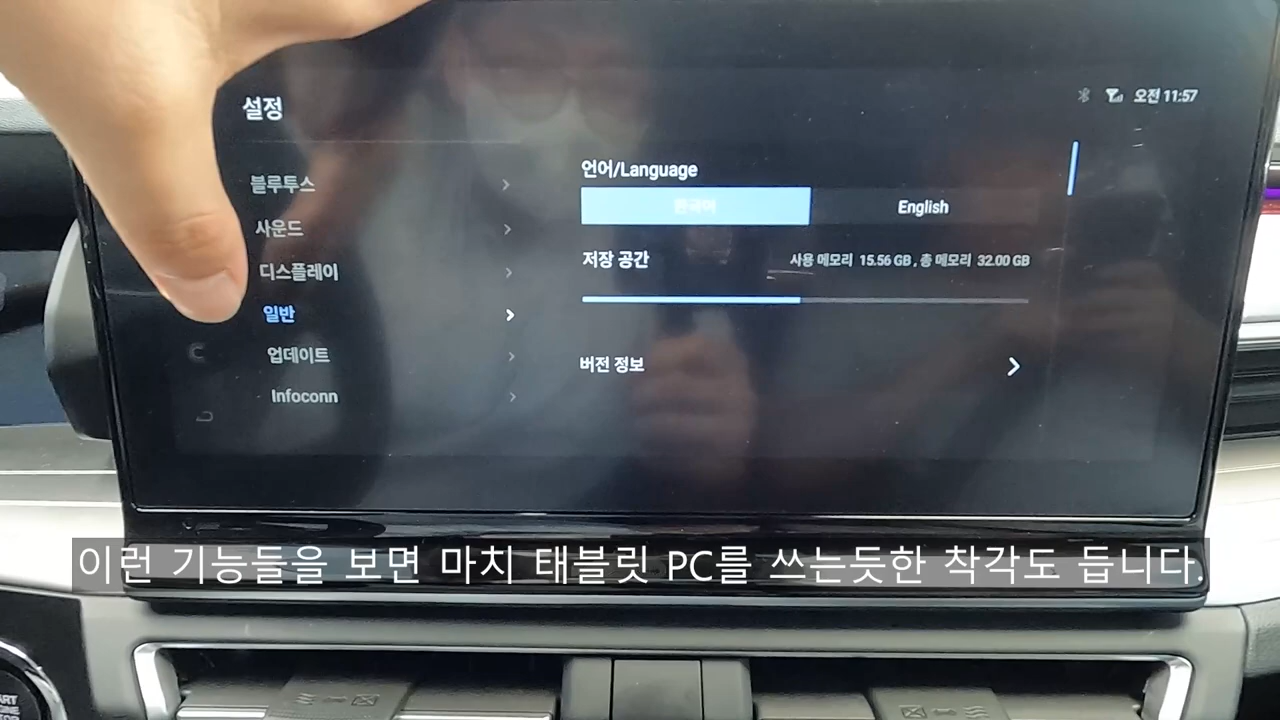 설정
오전 11:57
블루투스
사운드
디스플레이
일반
업데이트
Infoconn
언어/Language
한국어
English
저장 공간
사용 메모리 15.56 GB , 총 메모리 32.00 GB
버전 정보
이런 기능들을 보면 마치 태블릿 PC를 쓰는듯한 착각도 듭니다.